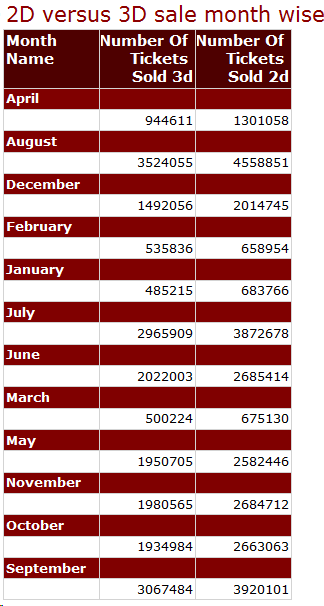 2D versus 3D sale month wise
Month Name Number Of Tickets Sold 3d Number Of Tickets Sold 2d
April
944611 1301058
August
3524055 4558851
December
1492056 2014745
February
535836 658954
January
485215 683766
July
2965909 3872678
June
2022003 2685414
March
500224 675130
May
1950705 2582446
November
1980565 2684712
October
1934984 2663063
September
3067484 3920101